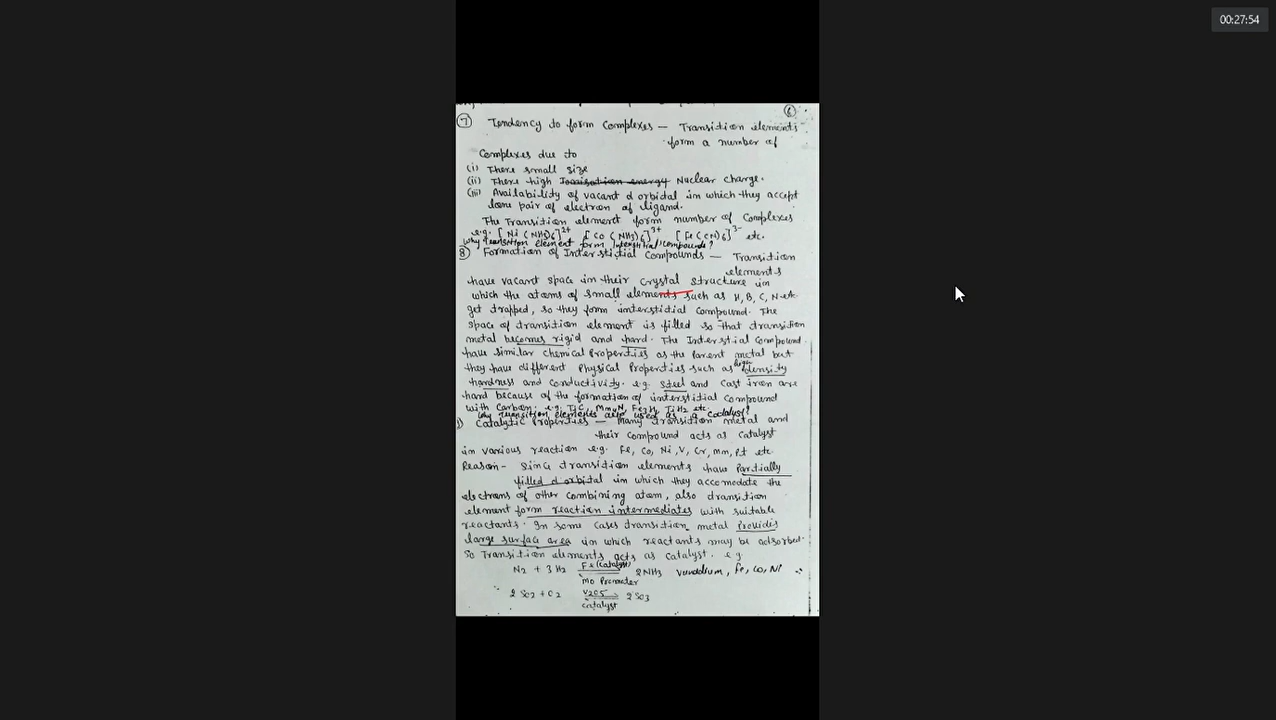 00:27:54
6
7 Tendency to form Complexes — Transition elements
form a number of
Complexes due to
(i) There small size
(ii) There high Ionisation energy Nuclear charge.
(iii) Availability of vacant d orbital in which they accept
lone pair of electron of ligand.
The Transition element form number of Complexes
e.g. [Ni(NH3)6]2+ [Co(NH3)6]3+ [Fe(CN)6]3- etc.
why transition element form interstitial compounds?
8 Formation of Interstitial Compounds — Transition
elements
have vacant space in their crystal structure in
which the atoms of small elements such as H, B, C, N etc
get trapped, so they form interstitial compound. The
space of transition element is filled so that transition
metal becomes rigid and hard. The Interstial compound
have similar chemical Properties as the Parent metal but
they have different Physical Properties such as high density
hardness and conductivity. e.g. Steel and cast iron are
hard because of the formation of interstitial compound
with Carbon. e.g. TiC, Mn4N, Fe3H, TiH2 etc.
why transition elements are used as a catalyst?
) Catalytic Properties — Many transition metal and
their compound acts as catalyst
in various reaction e.g. Fe, Co, Ni, V, Cr, Mn, Pt etc
Reason - Since transition elements have Partially
filled d orbital in which they accomodate the
electrons of other combining atom, also transition
element form reaction intermediates with suitable
reactants. In some cases transition metal Provides
large surface area in which reactants may be adsorbed.
So Transition elements acts as catalyst. e.g
N2 + 3H2 Fe(catalyst) 2NH3 Vanddium, Fe, Co, Ni
Mo Promoter
2SO2 + O2 V2O5 2SO3
catalyst